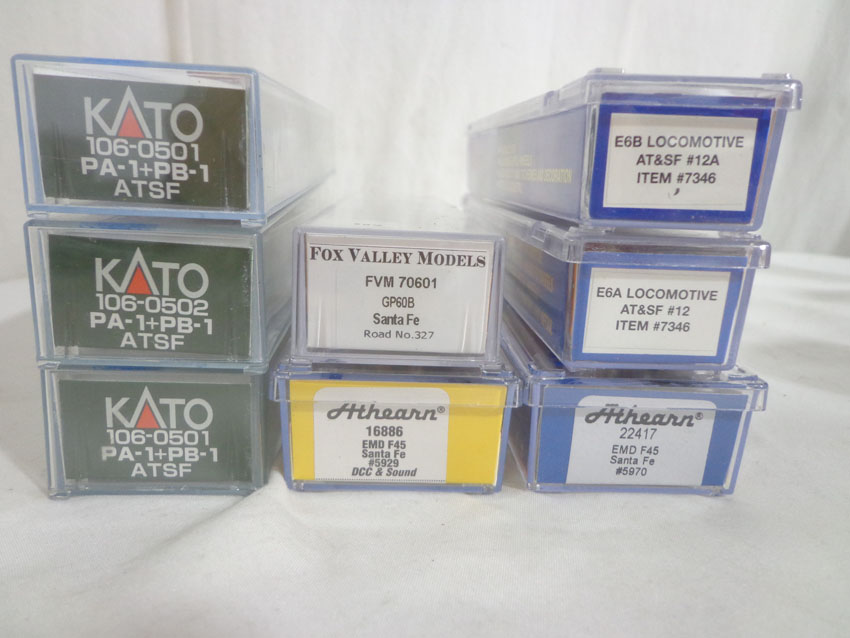 KATO
106-0501
PA-1+PB-1
ATSF
KATO
106-0502
PA-1+PB-1
ATSF
KATO
106-0501
PA-1+PB-1
ATSF
FOX VALLEY MODELS
FVM 70601
GP60B
Santa Fe
Road No.327
Athearn®
16886
EMD F45
Santa Fe
#5929
DCC & Sound
E6B LOCOMOTIVE
AT&SF #12A
ITEM #7346
E6A LOCOMOTIVE
AT&SF #12
ITEM #7346
Athearn®
22417
EMD F45
Santa Fe
#5970